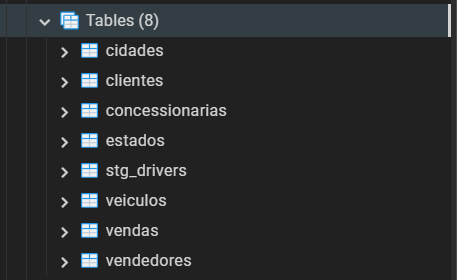 Tables (8)
cidades
clientes
concessionarias
estados
stg_drivers
veiculos
vendas
vendedores